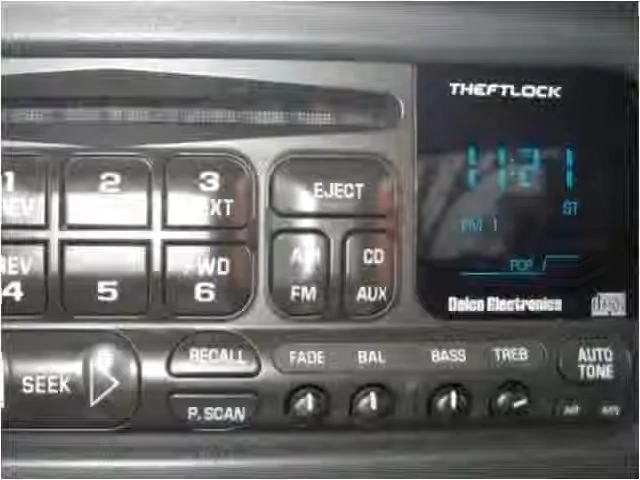 THEFTLOCK
11:21
ST
FM 1
POP
Delco Electronics
1 2 3
EJECT
AM CD
FM AUX
4 5 6
SEEK
RECALL
P.SCAN
FADE BAL BASS TREB
AUTO
TONE